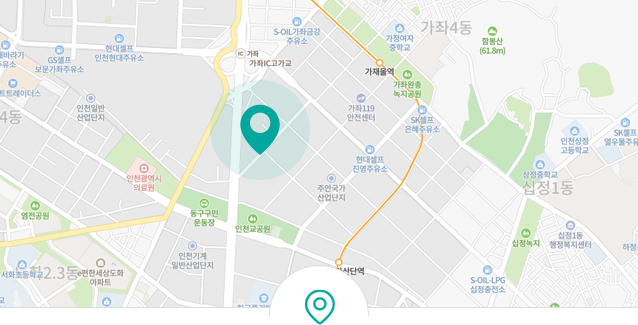 S-OIL가좌금강
주유소
가좌4동
가정여자
중학교
함봉산
(61.8m)
현대셀프
인천현대주유소
GS셀프
보문가좌주유소
IC 가좌
가좌IC고가교
가재울역
가좌완충
녹지공원
트레이더스
인천일반
산업단지
4동
가좌119
안전센터
SK셀프
은혜주유소
인천상정
고등학교
SK셀프
열우물주유
현대셀프
진영주유소
상정중학교
인천광역시
의료원
주안국가
산업단지
십정1동
염전공원
동구구민
운동장
인천교공원
십정녹지
십정1동
행정복지센터
인천기계
일반산업단지
서화초등학교
2.3동
e편한세상도화
아파트
산단역
S-OIL-LPG
십정충전소